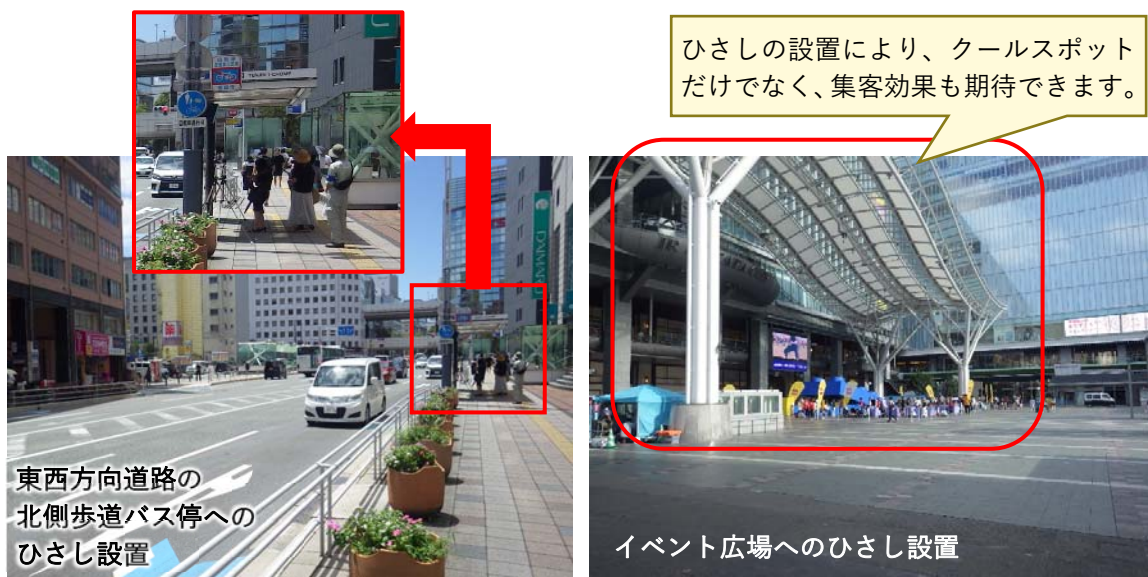 ひさしの設置により、クールスポット
だけでなく、集客効果も期待できます。
DAIMARU
東西方向道路の
北側歩道バス停への
ひさし設置
イベント広場へのひさし設置